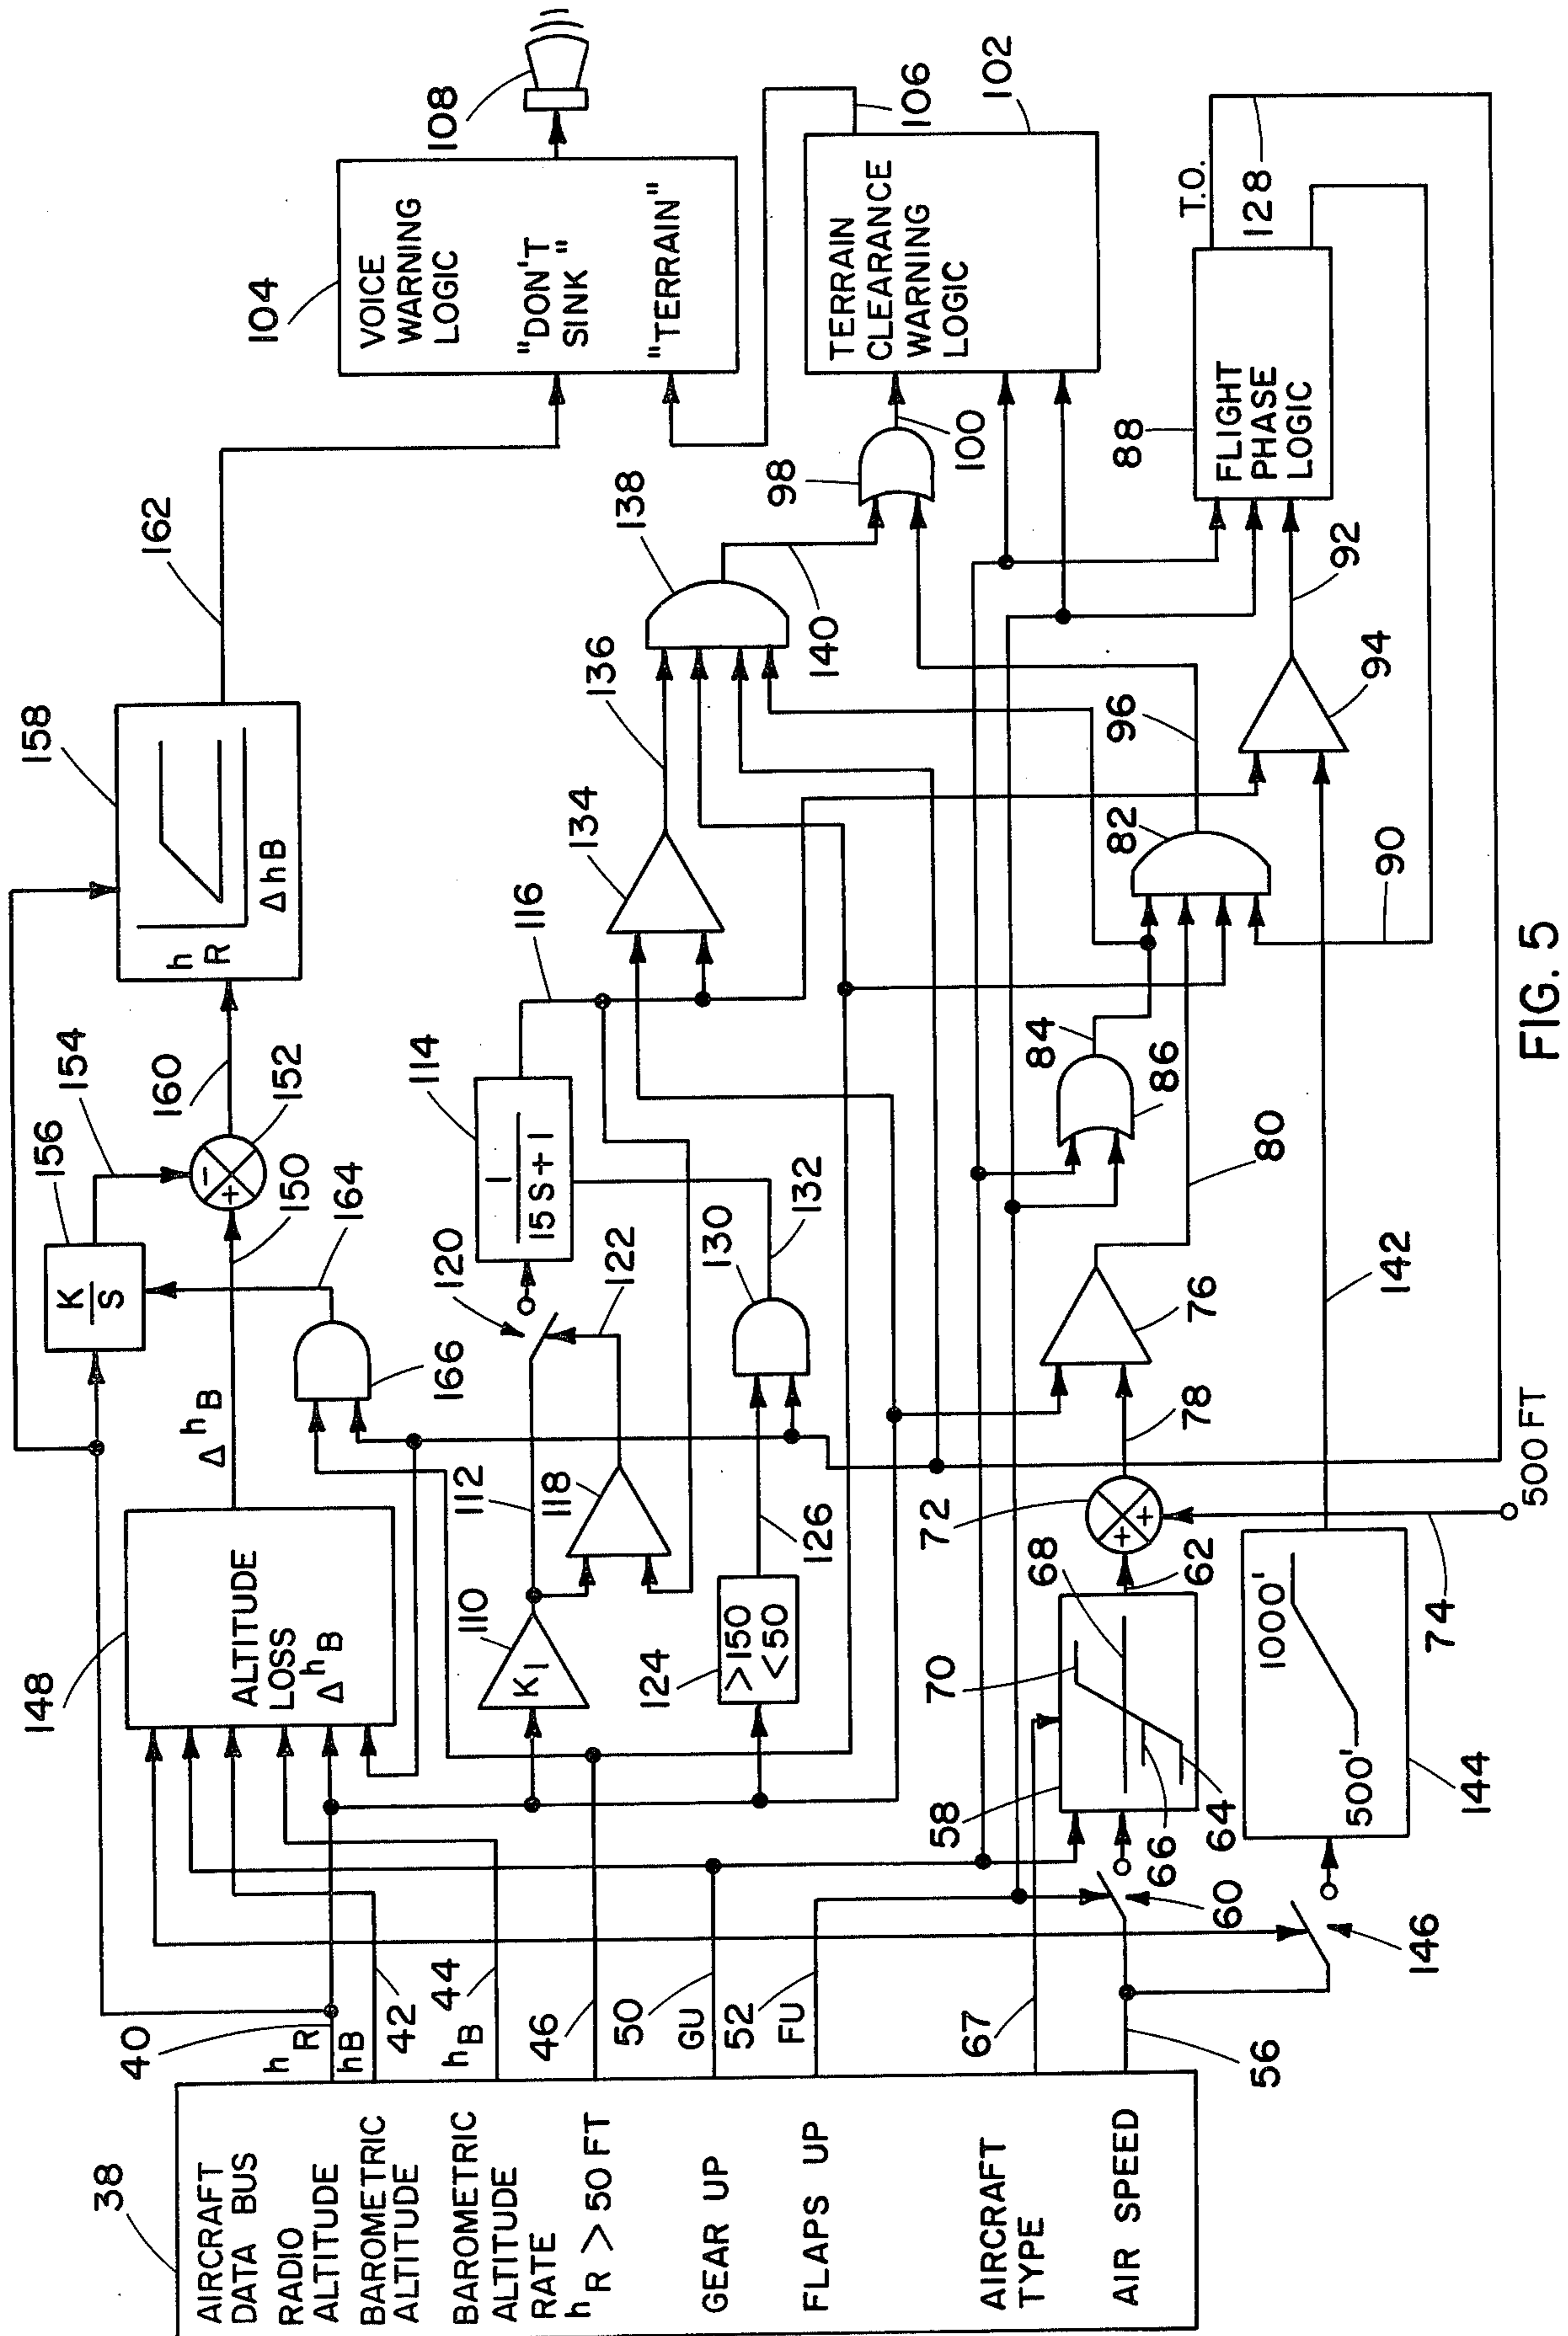 38
AIRCRAFT
DATA BUS
RADIO
ALTITUDE
BAROMETRIC
ALTITUDE
BAROMETRIC
ALTITUDE
RATE
hR > 50 FT
GEAR UP
FLAPS UP
AIRCRAFT
TYPE
AIR SPEED
40
hR
hB
42
44
hB
46
50
GU
52
FU
67
56
148
ALTITUDE
LOSS
ΔhB
ΔhB
150
+
-
152
154
156
K
S
160
164
166
158
hR
ΔhB
162
104
VOICE
WARNING
LOGIC
"DON'T
SINK"
"TERRAIN"
108
110
K1
112
118
120
122
114
1
15 S + 1
116
124
>150
<50
126
130
132
134
136
138
140
98
100
106
TERRAIN
CLEARANCE
WARNING
LOGIC
102
58
60
64
66
68
70
62
72
+
+
74
500 FT
78
76
80
84
86
82
90
96
94
92
88
FLIGHT
PHASE
LOGIC
T.O.
128
146
144
500'
1000'
142
FIG. 5